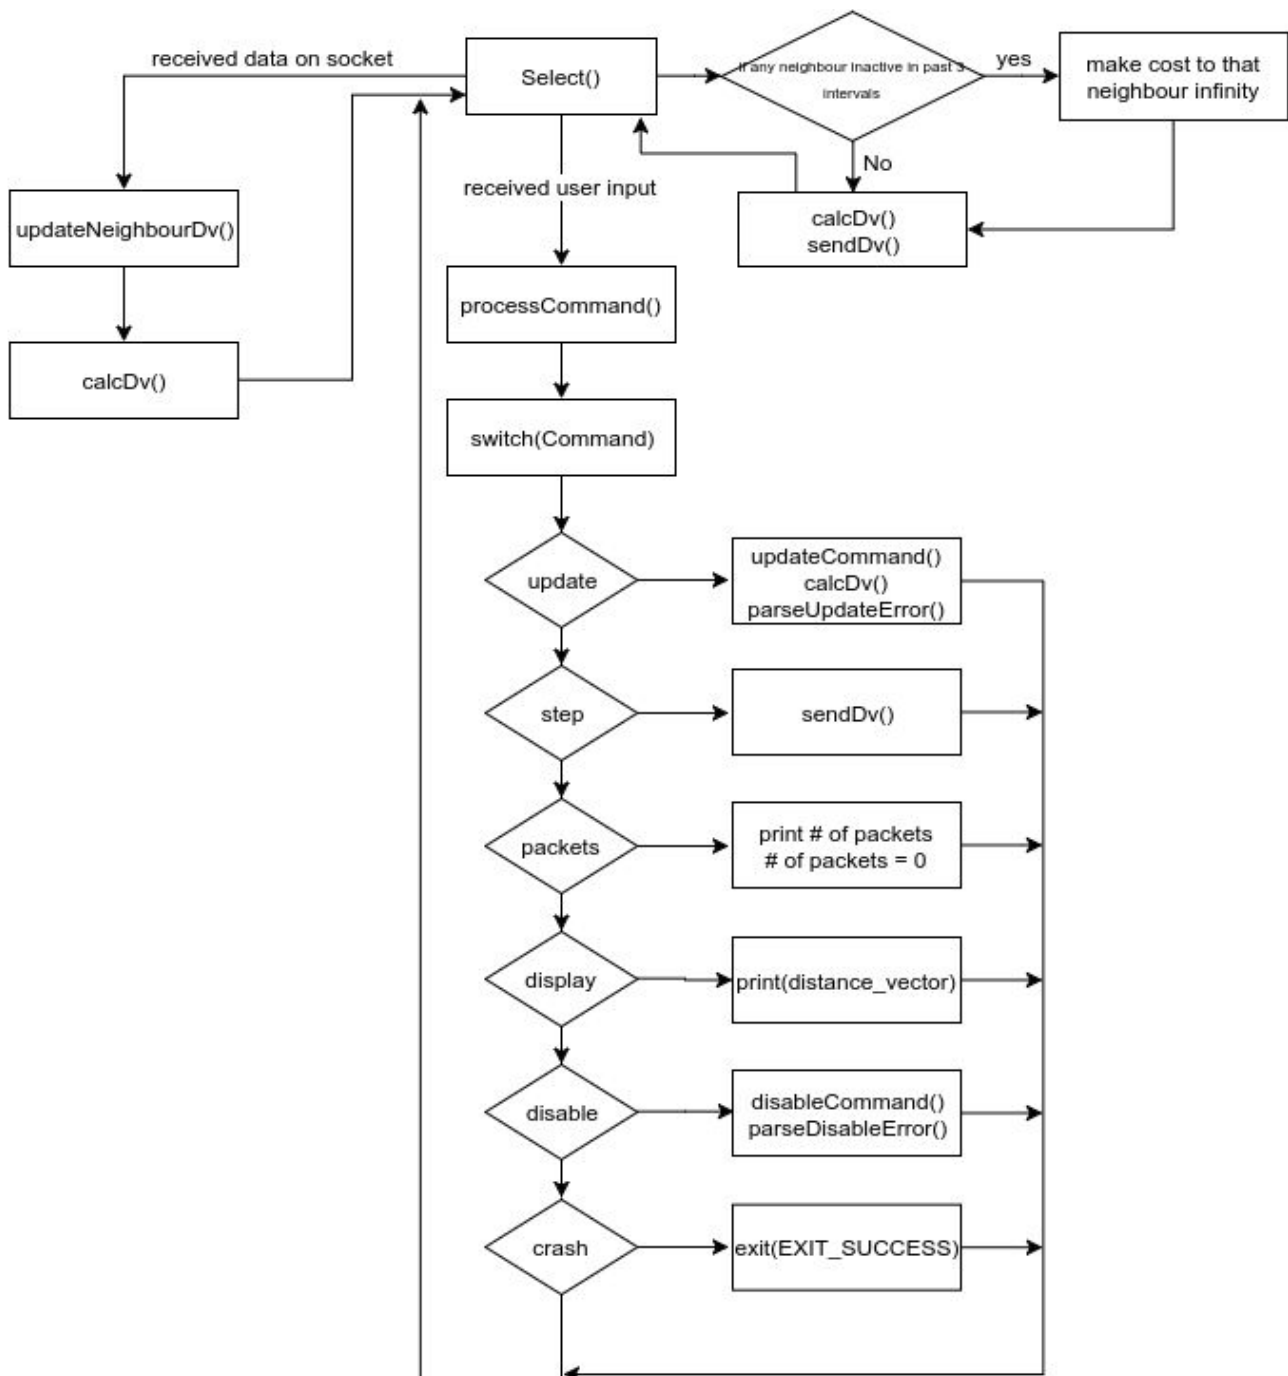 received data on socket
Select()
if any neighbour inactive in past 3
intervals
yes
make cost to that
neighbour infinity
No
received user input
updateNeighbourDv()
calcDv()
sendDv()
processCommand()
calcDv()
switch(Command)
update
updateCommand()
calcDv()
parseUpdateError()
step
sendDv()
packets
print # of packets
# of packets = 0
display
print(distance_vector)
disable
disableCommand()
parseDisableError()
crash
exit(EXIT_SUCCESS)